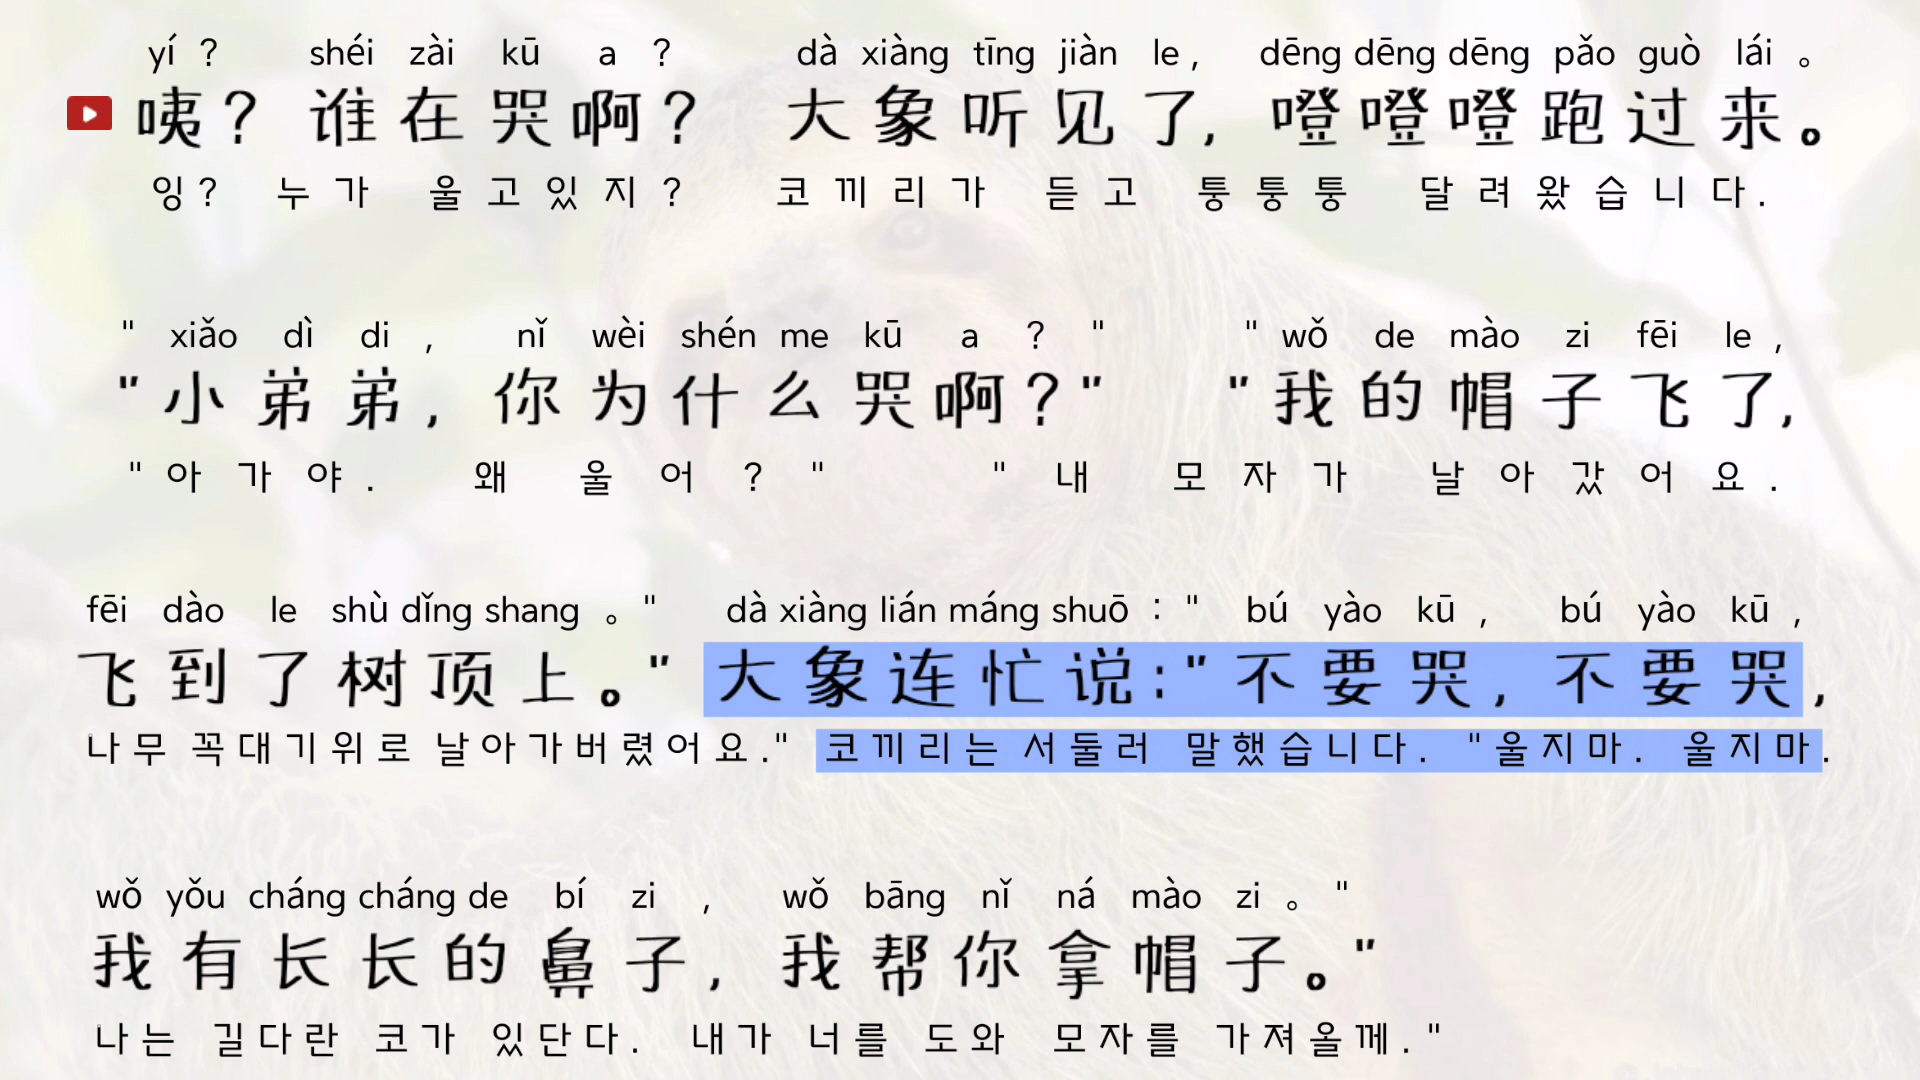 yí ? shéi zài kū a ? dà xiàng tīng jiàn le , dēng dēng dēng pǎo guò lái 。
咦？ 谁在哭啊？ 大象听见了, 噔噔噔跑过来。
잉? 누가 울고있지? 코끼리가 듣고 퉁퉁퉁 달려왔습니다.
" xiǎo dì di , nǐ wèi shén me kū a ? " " wǒ de mào zi fēi le ,
"小弟弟, 你为什么哭啊？" "我的帽子飞了,
"아가야. 왜 울어?" "내 모자가 날아갔어요.
fēi dào le shù dǐng shang 。" dà xiàng lián máng shuō : " bú yào kū , bú yào kū ,
飞到了树顶上。" 大象连忙说:"不要哭, 不要哭,
나무 꼭대기위로 날아가버렸어요." 코끼리는 서둘러 말했습니다. "울지마. 울지마.
wǒ yǒu cháng cháng de bí zi , wǒ bāng nǐ ná mào zi 。"
我有长长的鼻子, 我帮你拿帽子。"
나는 길다란 코가 있단다. 내가 너를 도와 모자를 가져올께."